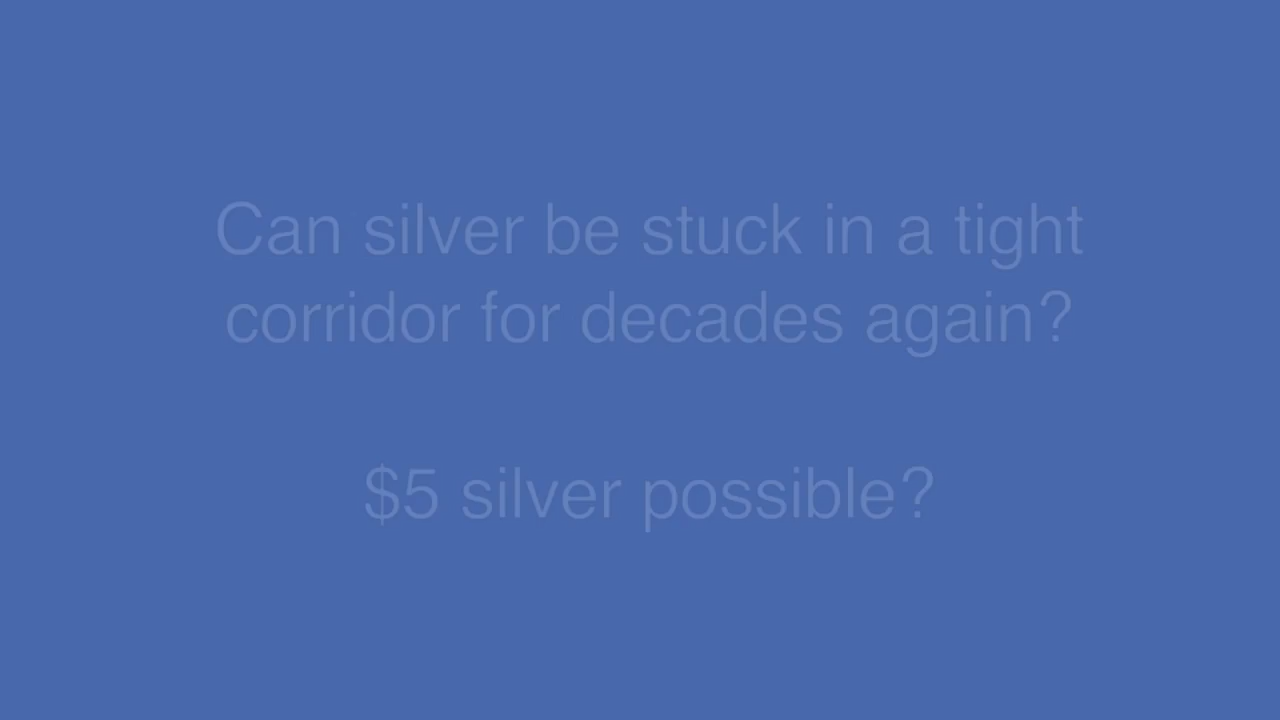 Can silver be stuck in a tight
corridor for decades again?
$5 silver possible?